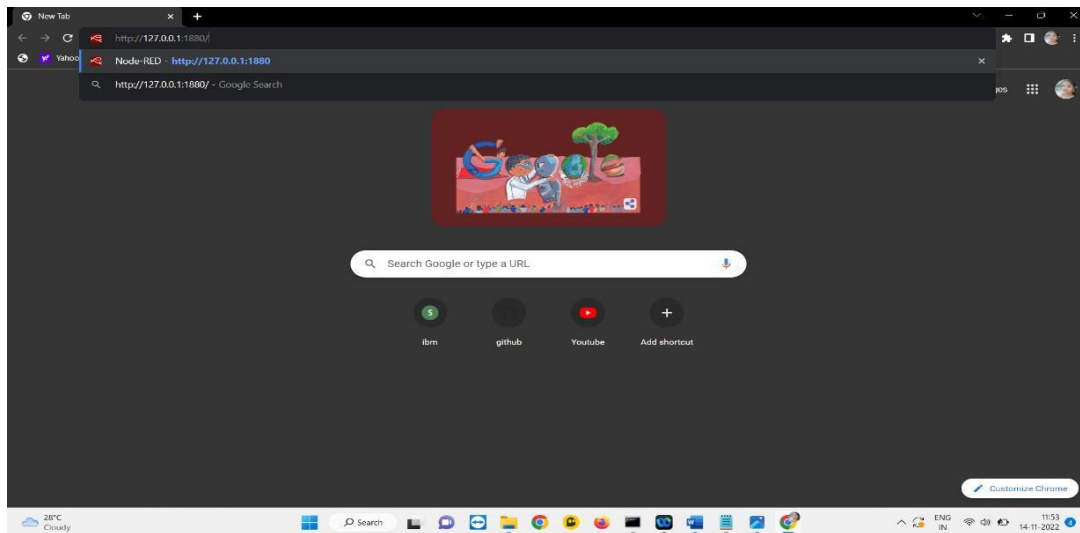 New Tab
http://127.0.0.1:1880/
Yahoo
Node-RED - http://127.0.0.1:1880
http://127.0.0.1:1880/ - Google Search
Search Google or type a URL
S
ibm
github
Youtube
Add shortcut
Customize Chrome
28°C
Cloudy
Search
ENG
IN
11:53
14-11-2022
4